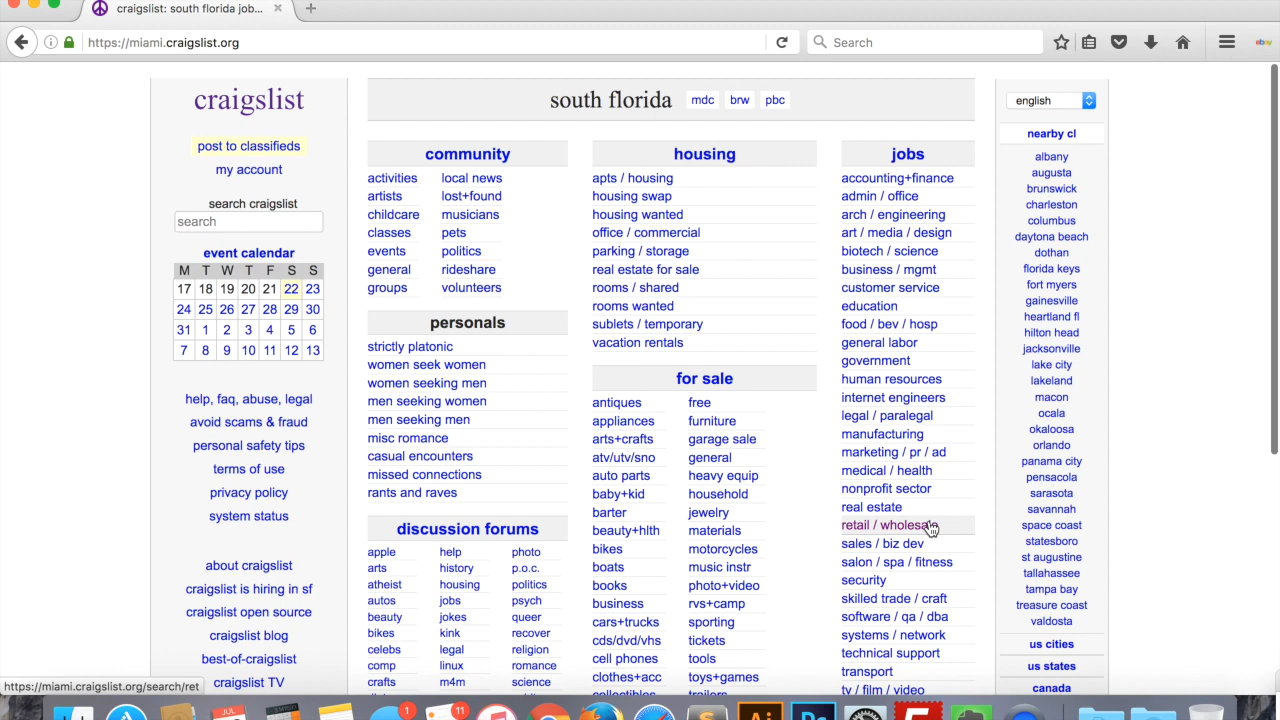 craigslist: south florida job...
https://miami.craigslist.org
Search
ebay
craigslist
post to classifieds
my account
search craigslist
search
event calendar
M T W T F S S
17 18 19 20 21 22 23
24 25 26 27 28 29 30
31 1 2 3 4 5 6
7 8 9 10 11 12 13
help, faq, abuse, legal
avoid scams & fraud
personal safety tips
terms of use
privacy policy
system status
about craigslist
craigslist is hiring in sf
craigslist open source
craigslist blog
best-of-craigslist
craigslist TV
south florida mdc brw pbc
community
activities local news
artists lost+found
childcare musicians
classes pets
events politics
general rideshare
groups volunteers
personals
strictly platonic
women seek women
women seeking men
men seeking women
men seeking men
misc romance
casual encounters
missed connections
rants and raves
discussion forums
apple help photo
arts history p.o.c.
atheist housing politics
autos jobs psych
beauty jokes queer
bikes kink recover
celebs legal religion
comp linux romance
crafts m4m science
housing
apts / housing
housing swap
housing wanted
office / commercial
parking / storage
real estate for sale
rooms / shared
rooms wanted
sublets / temporary
vacation rentals
for sale
antiques free
appliances furniture
arts+crafts garage sale
atv/utv/sno general
auto parts heavy equip
baby+kid household
barter jewelry
beauty+hlth materials
bikes motorcycles
boats music instr
books photo+video
business rvs+camp
cars+trucks sporting
cds/dvd/vhs tickets
cell phones tools
clothes+acc toys+games
collectibles trailers
jobs
accounting+finance
admin / office
arch / engineering
art / media / design
biotech / science
business / mgmt
customer service
education
food / bev / hosp
general labor
government
human resources
internet engineers
legal / paralegal
manufacturing
marketing / pr / ad
medical / health
nonprofit sector
real estate
retail / wholesale
sales / biz dev
salon / spa / fitness
security
skilled trade / craft
software / qa / dba
systems / network
technical support
transport
tv / film / video
english
nearby cl
albany
augusta
brunswick
charleston
columbus
daytona beach
dothan
florida keys
fort myers
gainesville
heartland fl
hilton head
jacksonville
lake city
lakeland
macon
ocala
okaloosa
orlando
panama city
pensacola
sarasota
savannah
space coast
statesboro
st augustine
tallahassee
tampa bay
treasure coast
valdosta
us cities
us states
canada
https://miami.craigslist.org/search/ret
JUL
1
11
Ai
Ps